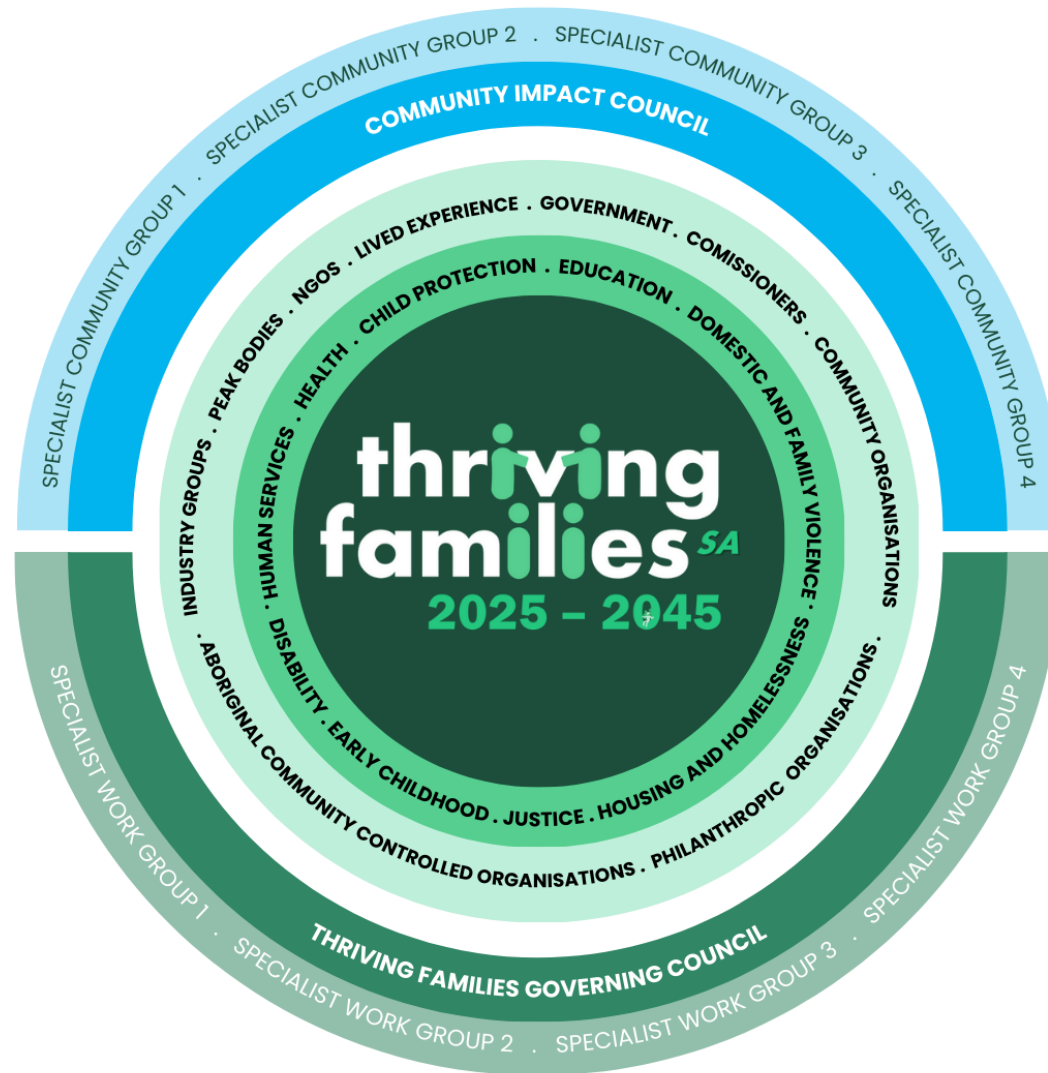 SPECIALIST COMMUNITY GROUP 1 . SPECIALIST COMMUNITY GROUP 2 . SPECIALIST COMMUNITY GROUP 3 . SPECIALIST COMMUNITY GROUP 4
COMMUNITY IMPACT COUNCIL
INDUSTRY GROUPS . PEAK BODIES . NGOS . LIVED EXPERIENCE . GOVERNMENT . COMISSIONERS . COMMUNITY ORGANISATIONS
HUMAN SERVICES . HEALTH . CHILD PROTECTION . EDUCATION . DOMESTIC AND FAMILY VIOLENCE .
thriving
families SA
2025 – 2045
DISABILITY . EARLY CHILDHOOD . JUSTICE . HOUSING AND HOMELESSNESS .
. ABORIGINAL COMMUNITY CONTROLLED ORGANISATIONS . PHILANTHROPIC ORGANISATIONS .
THRIVING FAMILIES GOVERNING COUNCIL
SPECIALIST WORK GROUP 1 . SPECIALIST WORK GROUP 2 . SPECIALIST WORK GROUP 3 . SPECIALIST WORK GROUP 4